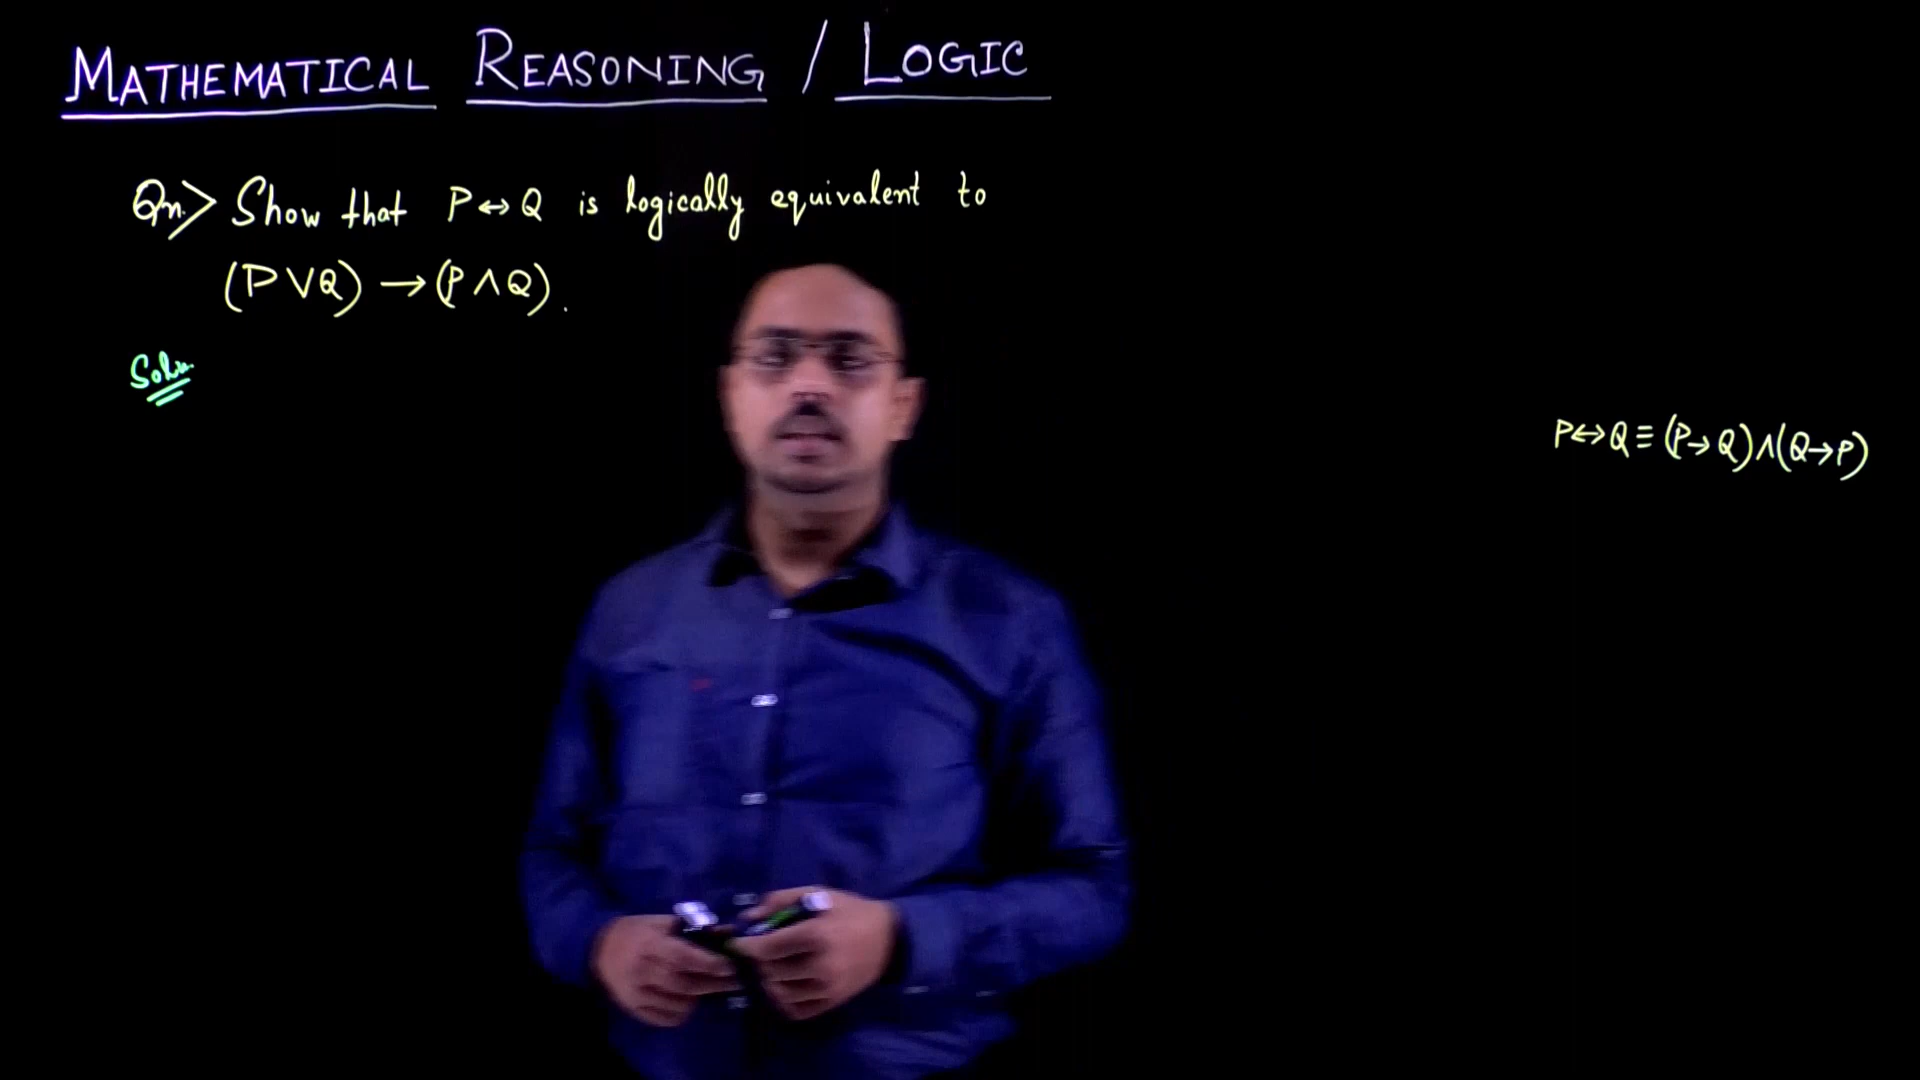 MATHEMATICAL REASONING / LOGIC
Qn.> Show that P↔Q is logically equivalent to
(P∨Q) → (P∧Q).
Soln.
P↔Q ≡ (P→Q)∧(Q→P)